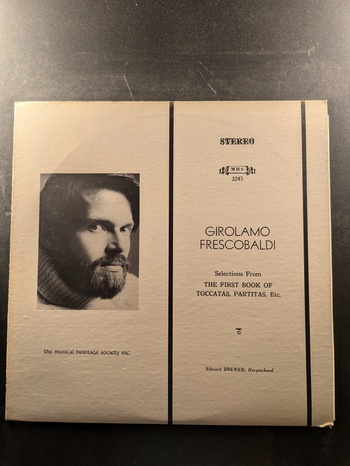 STEREO
MHS
3245
GIROLAMO
FRESCOBALDI
Selections From
THE FIRST BOOK OF
TOCCATAS, PARTITAS, Etc.
the musical heritage society inc.
Edward BREWER, Harpsichord